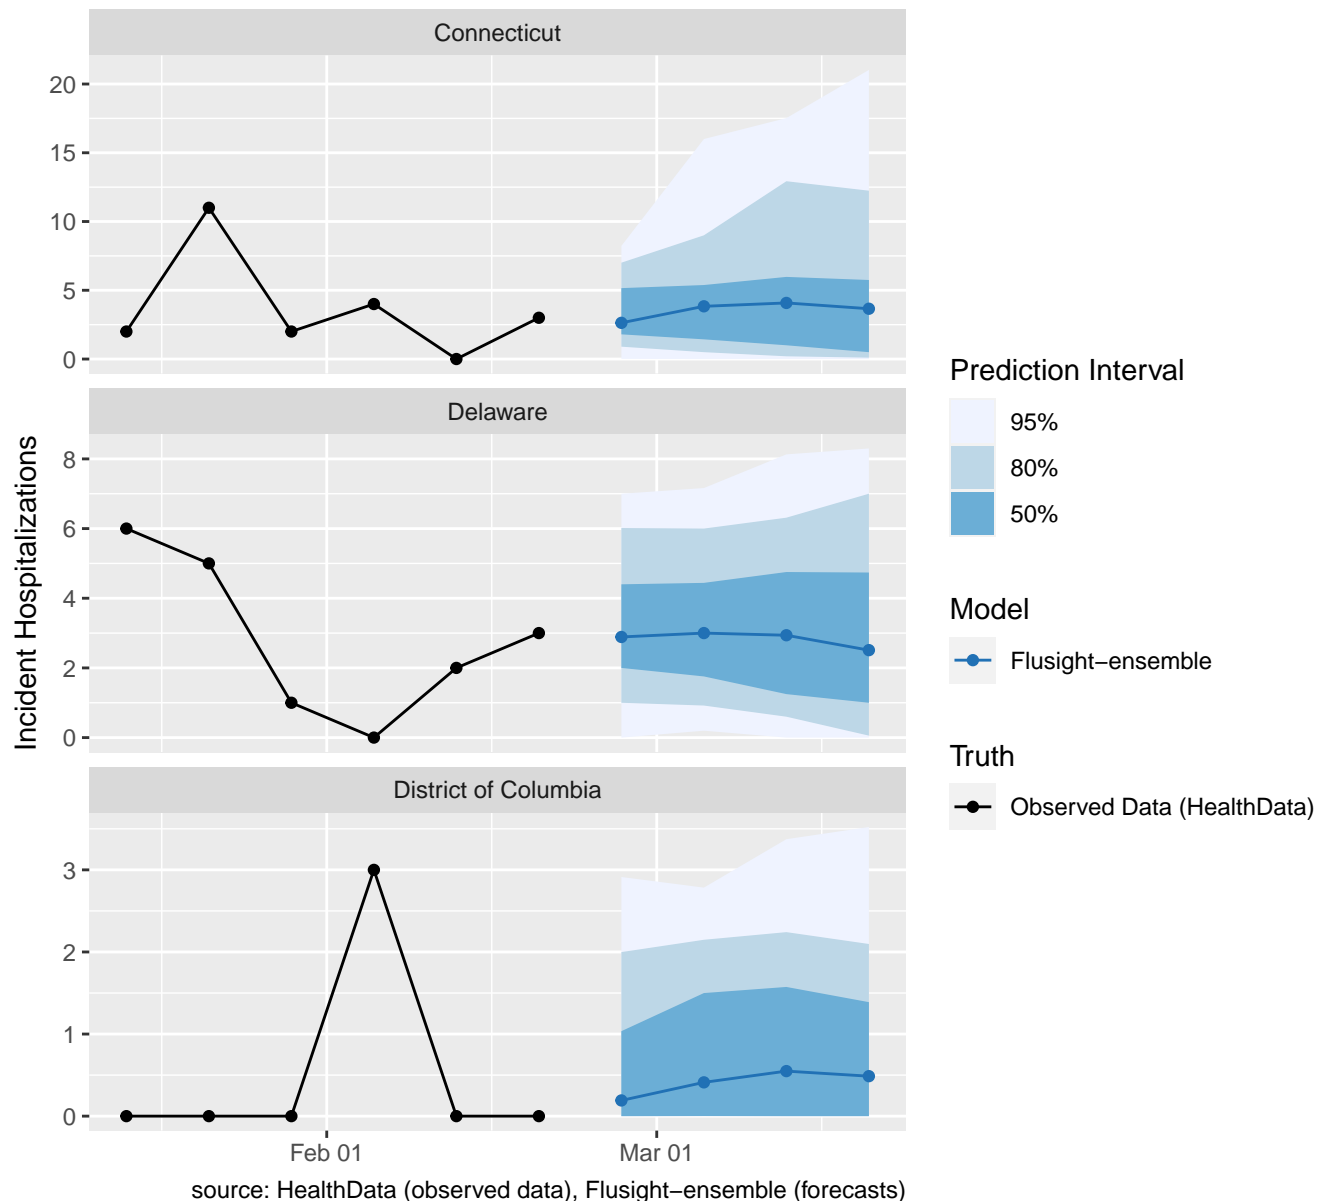 Connecticut
20
15
10
5
0
Delaware
8
6
4
2
0
District of Columbia
3
2
1
0
Feb 01
Mar 01
Incident Hospitalizations
source: HealthData (observed data), Flusight−ensemble (forecasts)
Prediction Interval
95%
80%
50%
Model
Flusight−ensemble
Truth
Observed Data (HealthData)